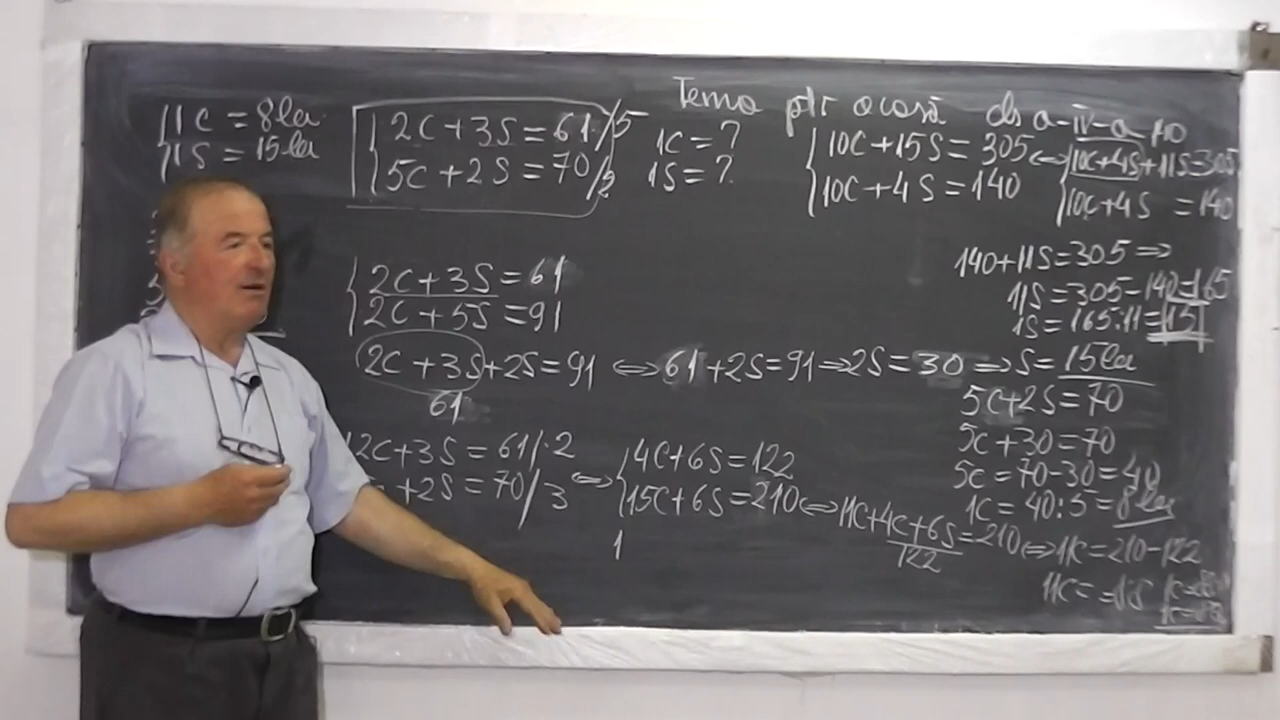 Tema ptr acasă cls a-IV-a
1C = 8 lei
1S = 15 lei
2C + 3S = 61 /5
5C + 2S = 70 /2
1C = ?
1S = ?
10C + 15S = 305 ⇔
10C + 4S = 140
10C+4S + 11S = 305
10C+4S = 140
140 + 11S = 305 ⇒
11S = 305 - 140 = 165
1S = 165 : 11 = 15
2C + 3S = 61
2C + 5S = 91
2C + 3S + 2S = 91 ⇔ 61 + 2S = 91 ⇒ 2S = 30 ⇒ S = 15 lei
61
5C + 2S = 70
5C + 30 = 70
5C = 70 - 30 = 40
1C = 40 : 5 = 8 lei
2C + 3S = 61 /·2
+2S = 70 /3 ⇔
4C + 6S = 122
15C + 6S = 210 ⇔ 11C + 4C + 6S = 210 ⇔ 11C = 210 - 122
122
1
11C =